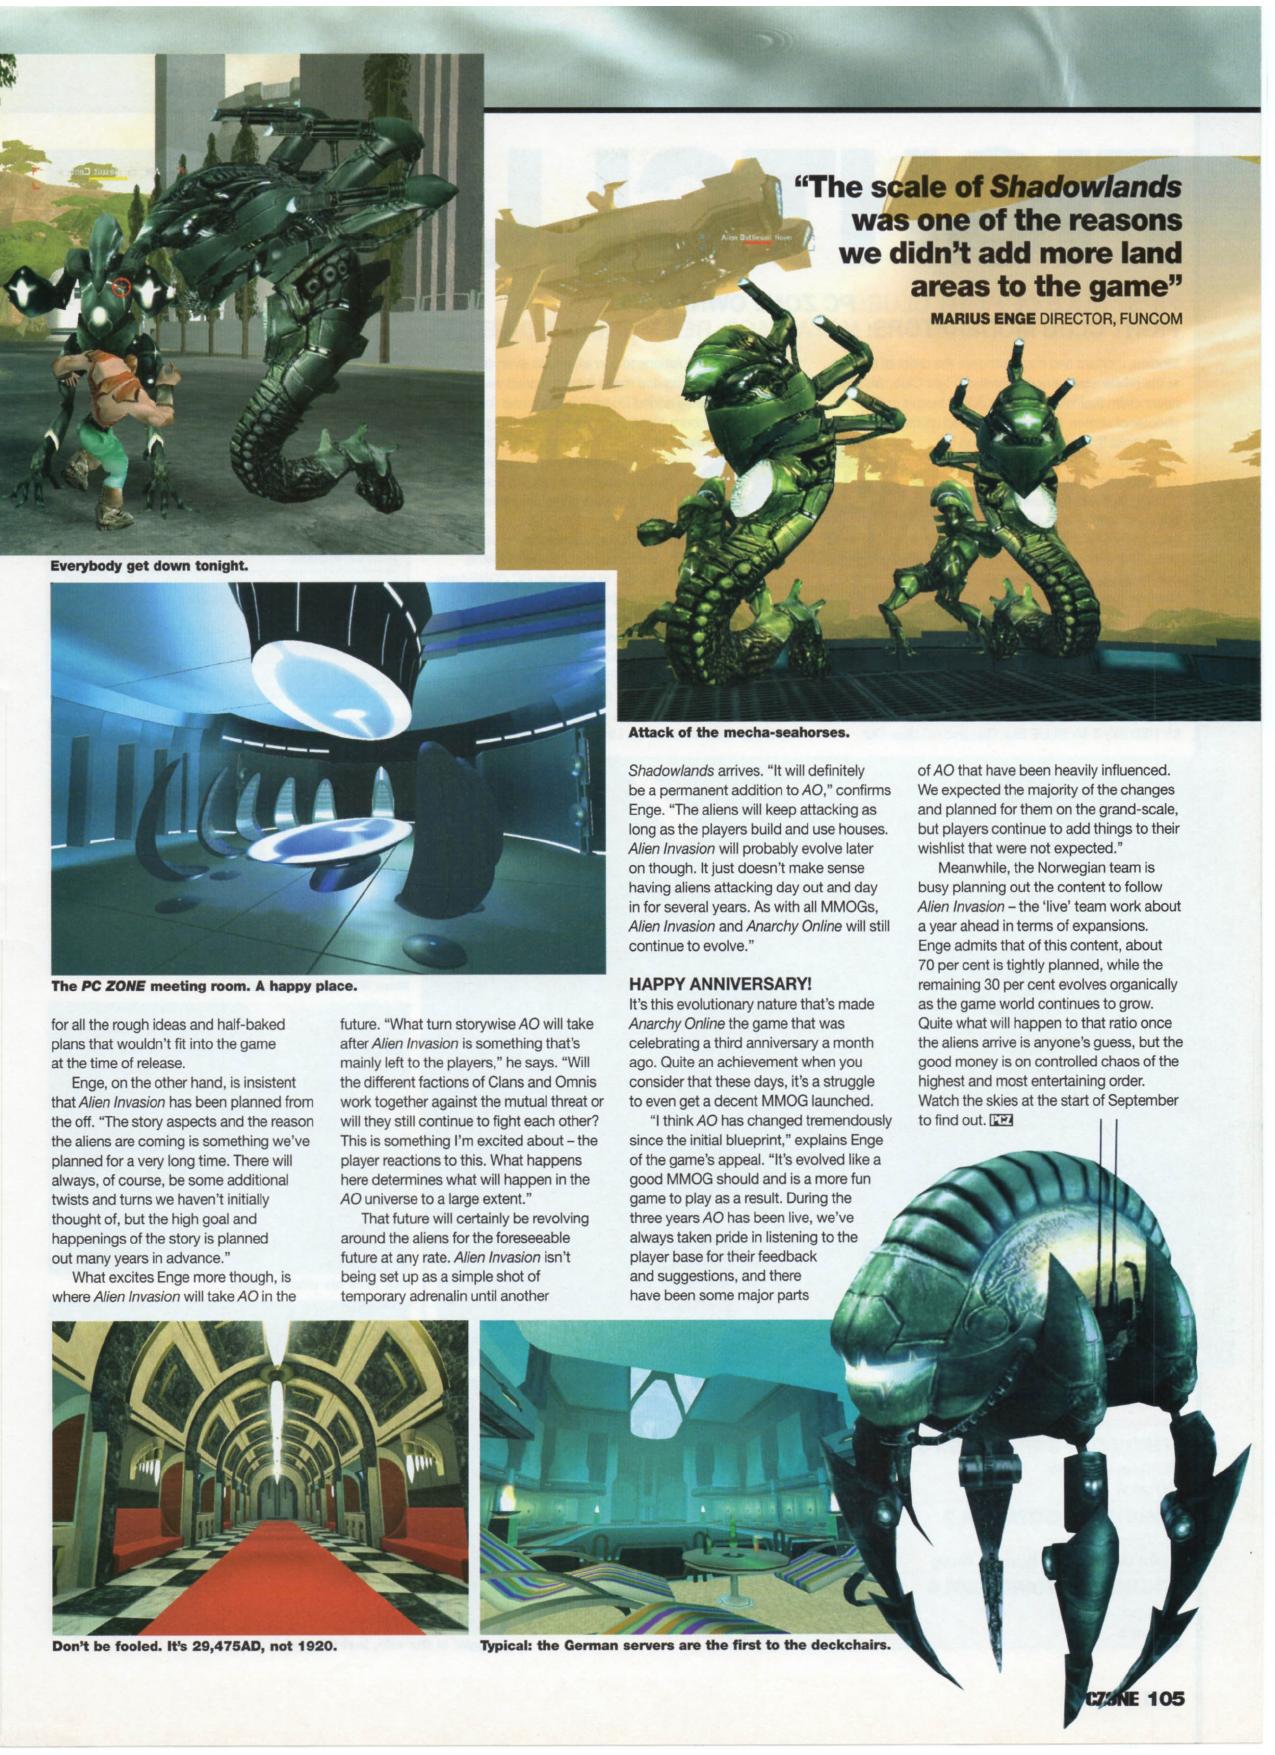 “The scale of Shadowlands
was one of the reasons
we didn’t add more land
areas to the game”
MARIUS ENGE DIRECTOR, FUNCOM
Everybody get down tonight.
Attack of the mecha-seahorses.
The PC ZONE meeting room. A happy place.
for all the rough ideas and half-baked
plans that wouldn’t fit into the game
at the time of release.
Enge, on the other hand, is insistent
that Alien Invasion has been planned from
the off. “The story aspects and the reason
the aliens are coming is something we’ve
planned for a very long time. There will
always, of course, be some additional
twists and turns we haven’t initially
thought of, but the high goal and
happenings of the story is planned
out many years in advance.”
What excites Enge more though, is
where Alien Invasion will take AO in the
future. “What turn storywise AO will take
after Alien Invasion is something that’s
mainly left to the players,” he says. “Will
the different factions of Clans and Omnis
work together against the mutual threat or
will they still continue to fight each other?
This is something I’m excited about – the
player reactions to this. What happens
here determines what will happen in the
AO universe to a large extent.”
That future will certainly be revolving
around the aliens for the foreseeable
future at any rate. Alien Invasion isn’t
being set up as a simple shot of
temporary adrenalin until another
Shadowlands arrives. “It will definitely
be a permanent addition to AO,” confirms
Enge. “The aliens will keep attacking as
long as the players build and use houses.
Alien Invasion will probably evolve later
on though. It just doesn’t make sense
having aliens attacking day out and day
in for several years. As with all MMOGs,
Alien Invasion and Anarchy Online will still
continue to evolve.”
HAPPY ANNIVERSARY!
It’s this evolutionary nature that’s made
Anarchy Online the game that was
celebrating a third anniversary a month
ago. Quite an achievement when you
consider that these days, it’s a struggle
to even get a decent MMOG launched.
“I think AO has changed tremendously
since the initial blueprint,” explains Enge
of the game’s appeal. “It’s evolved like a
good MMOG should and is a more fun
game to play as a result. During the
three years AO has been live, we’ve
always taken pride in listening to the
player base for their feedback
and suggestions, and there
have been some major parts
of AO that have been heavily influenced.
We expected the majority of the changes
and planned for them on the grand-scale,
but players continue to add things to their
wishlist that were not expected.”
Meanwhile, the Norwegian team is
busy planning out the content to follow
Alien Invasion – the ‘live’ team work about
a year ahead in terms of expansions.
Enge admits that of this content, about
70 per cent is tightly planned, while the
remaining 30 per cent evolves organically
as the game world continues to grow.
Quite what will happen to that ratio once
the aliens arrive is anyone’s guess, but the
good money is on controlled chaos of the
highest and most entertaining order.
Watch the skies at the start of September
to find out. PCZ
Don’t be fooled. It’s 29,475AD, not 1920.
Typical: the German servers are the first to the deckchairs.
PCZONE 105